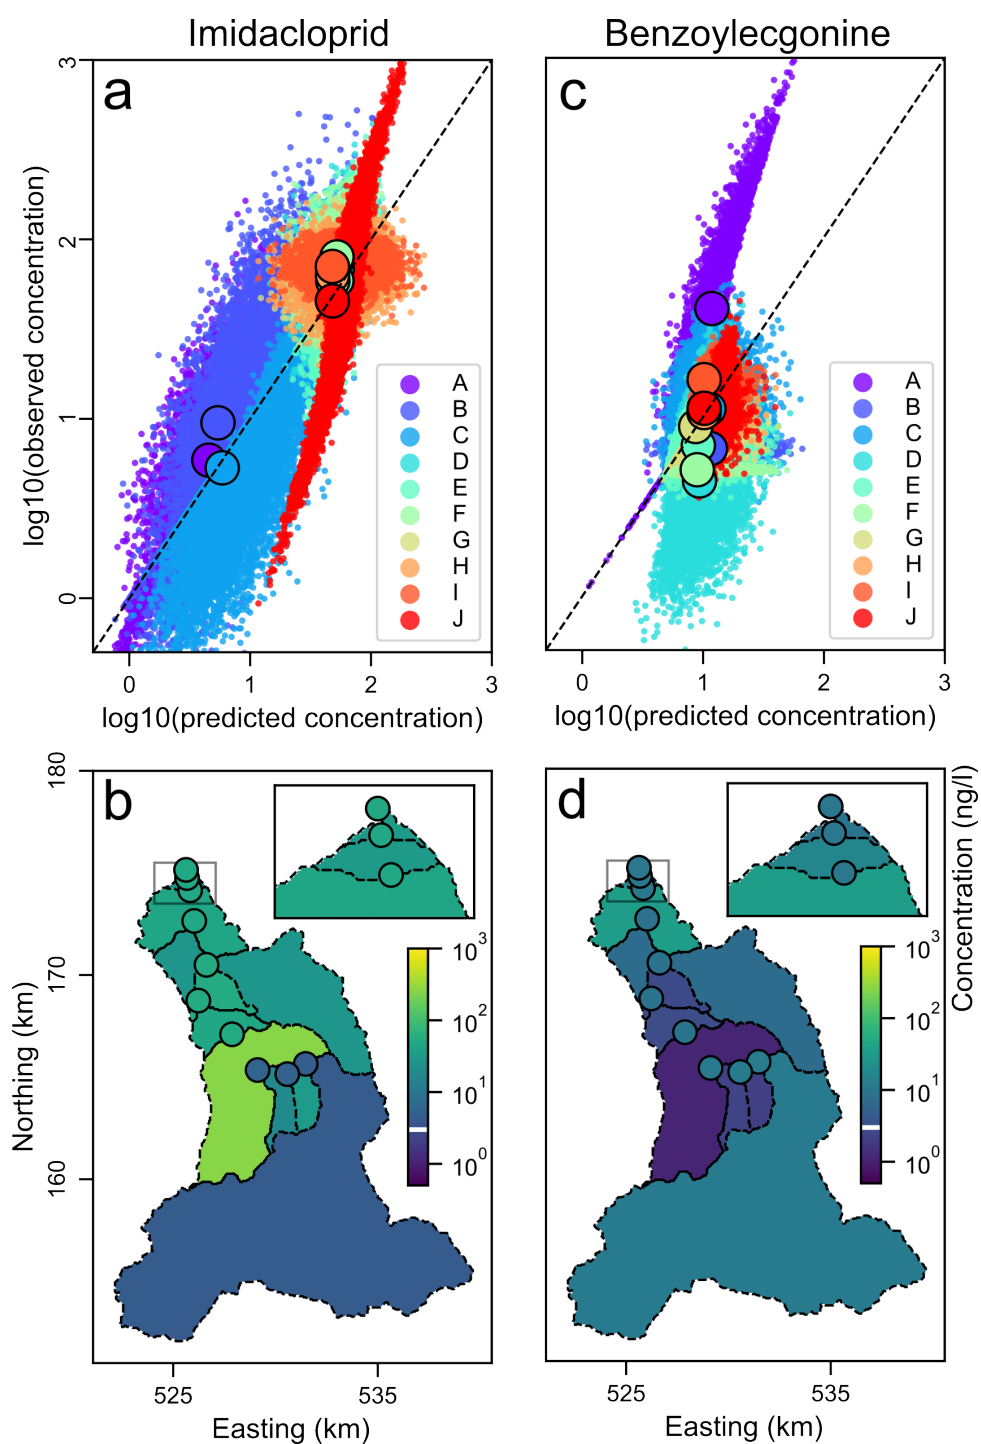 Imidacloprid
Benzoylecgonine
a
c
log10(observed concentration)
3
2
1
0
A
B
C
D
E
F
G
H
I
J
A
B
C
D
E
F
G
H
I
J
0 1 2 3
0 1 2 3
log10(predicted concentration)
log10(predicted concentration)
b
d
Northing (km)
180
170
160
10³
10²
10¹
10⁰
10³
10²
10¹
10⁰
Concentration (ng/l)
525 535
525 535
Easting (km)
Easting (km)